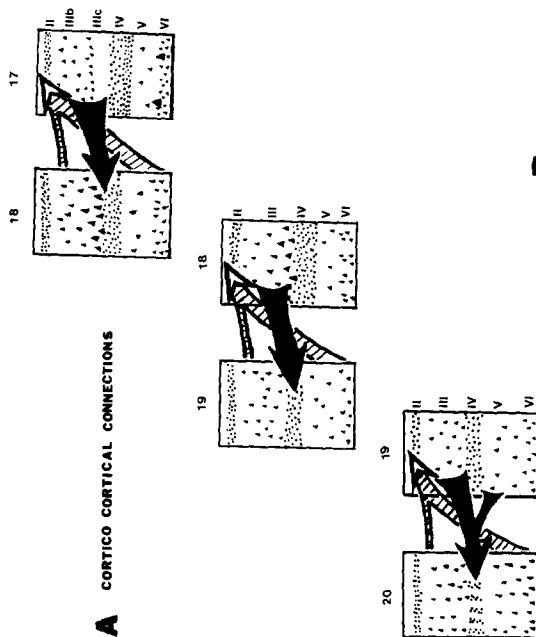 A CORTICO CORTICAL CONNECTIONS
18
17
II
IIIb
IIIc
IV
V
VI
19
18
II
III
IV
V
VI
20
19
II
III
IV
V
VI